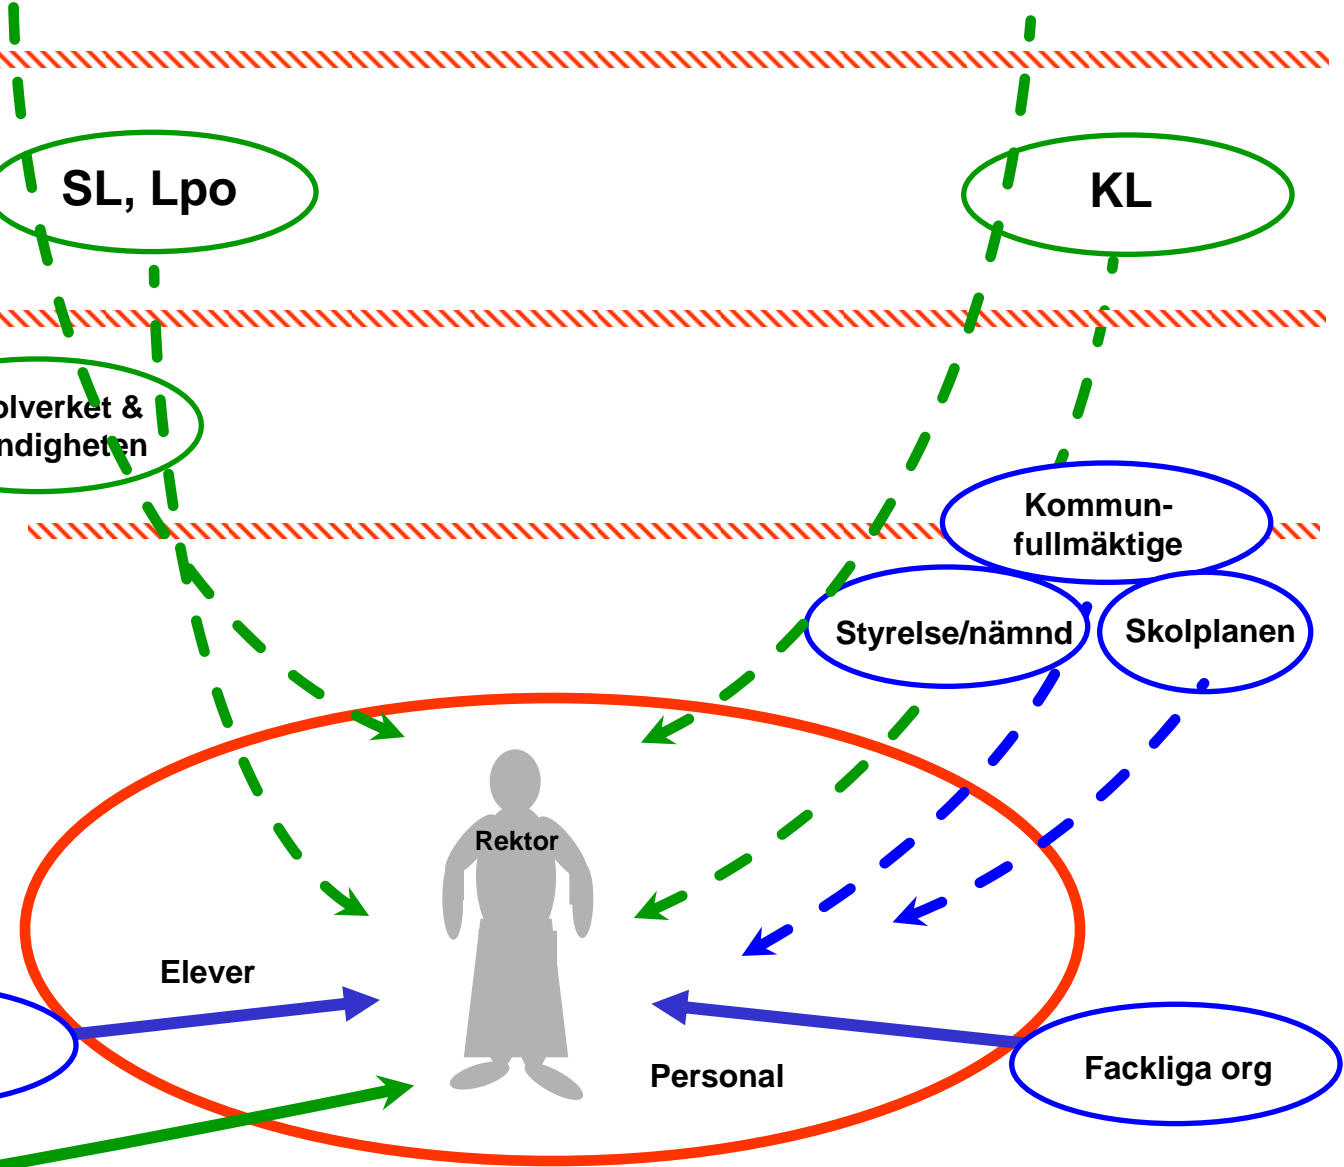 SL, Lpo
KL
olverket &
ndigheten
Kommun-
fullmäktige
Styrelse/nämnd
Skolplanen
Rektor
Elever
Personal
Fackliga org